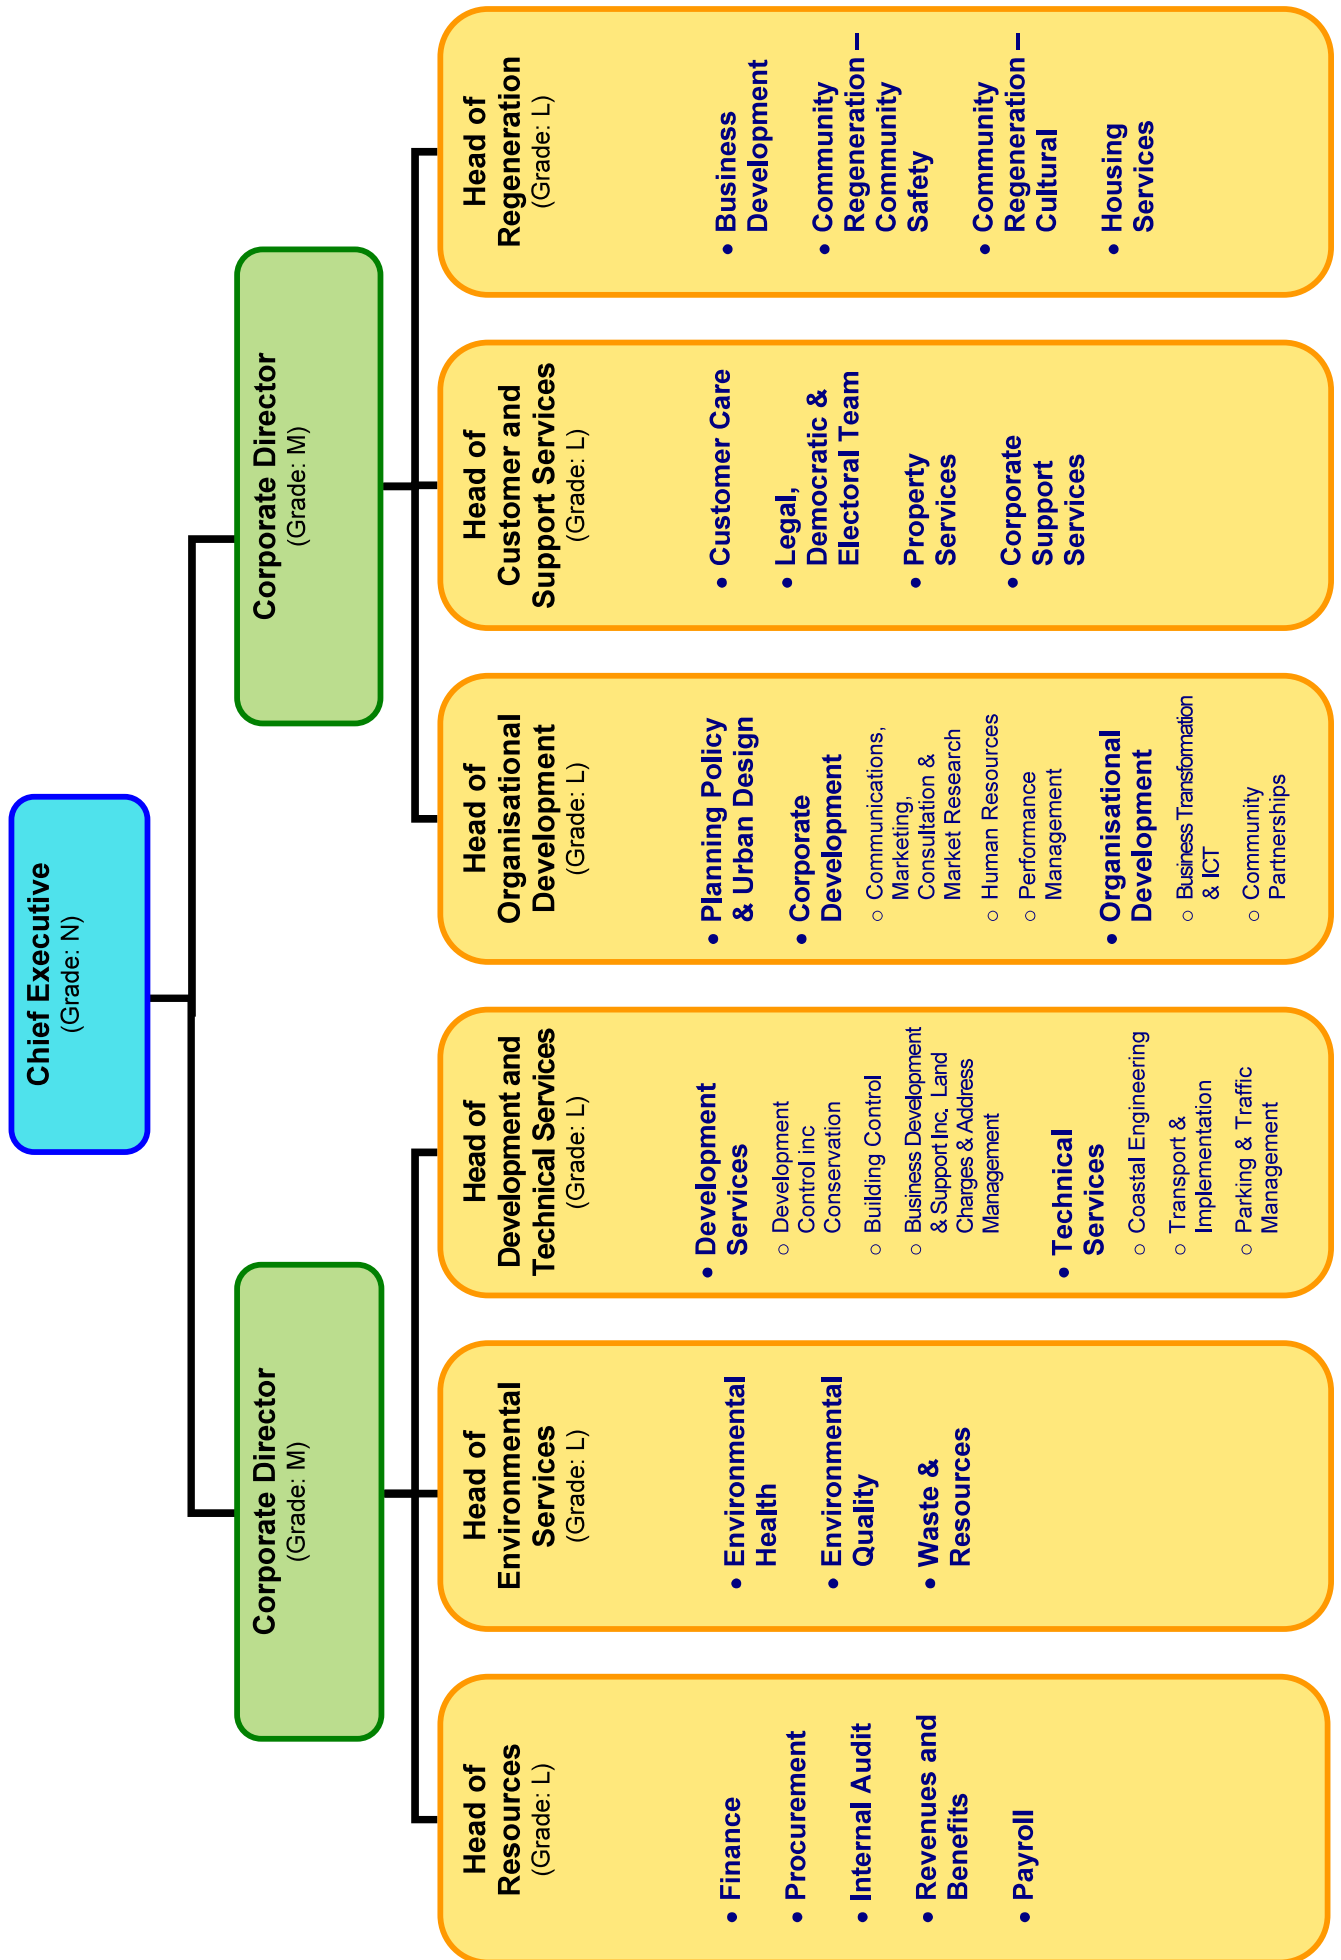 Chief Executive
(Grade: N)
Corporate Director
(Grade: M)
Corporate Director
(Grade: M)
Head of
Resources
(Grade: L)
• Finance
• Procurement
• Internal Audit
• Revenues and
Benefits
• Payroll
Head of
Environmental
Services
(Grade: L)
• Environmental
Health
• Environmental
Quality
• Waste &
Resources
Head of
Development and
Technical Services
(Grade: L)
• Development
Services
○ Development
Control inc
Conservation
○ Building Control
○ Business Development
& Support Inc. Land
Charges & Address
Management
• Technical
Services
○ Coastal Engineering
○ Transport &
Implementation
○ Parking & Traffic
Management
Head of
Organisational
Development
(Grade: L)
• Planning Policy
& Urban Design
• Corporate
Development
○ Communications,
Marketing,
Consultation &
Market Research
○ Human Resources
○ Performance
Management
• Organisational
Development
○ Business Transformation
& ICT
○ Community
Partnerships
Head of
Customer and
Support Services
(Grade: L)
• Customer Care
• Legal,
Democratic &
Electoral Team
• Property
Services
• Corporate
Support
Services
Head of
Regeneration
(Grade: L)
• Business
Development
• Community
Regeneration –
Community
Safety
• Community
Regeneration –
Cultural
• Housing
Services